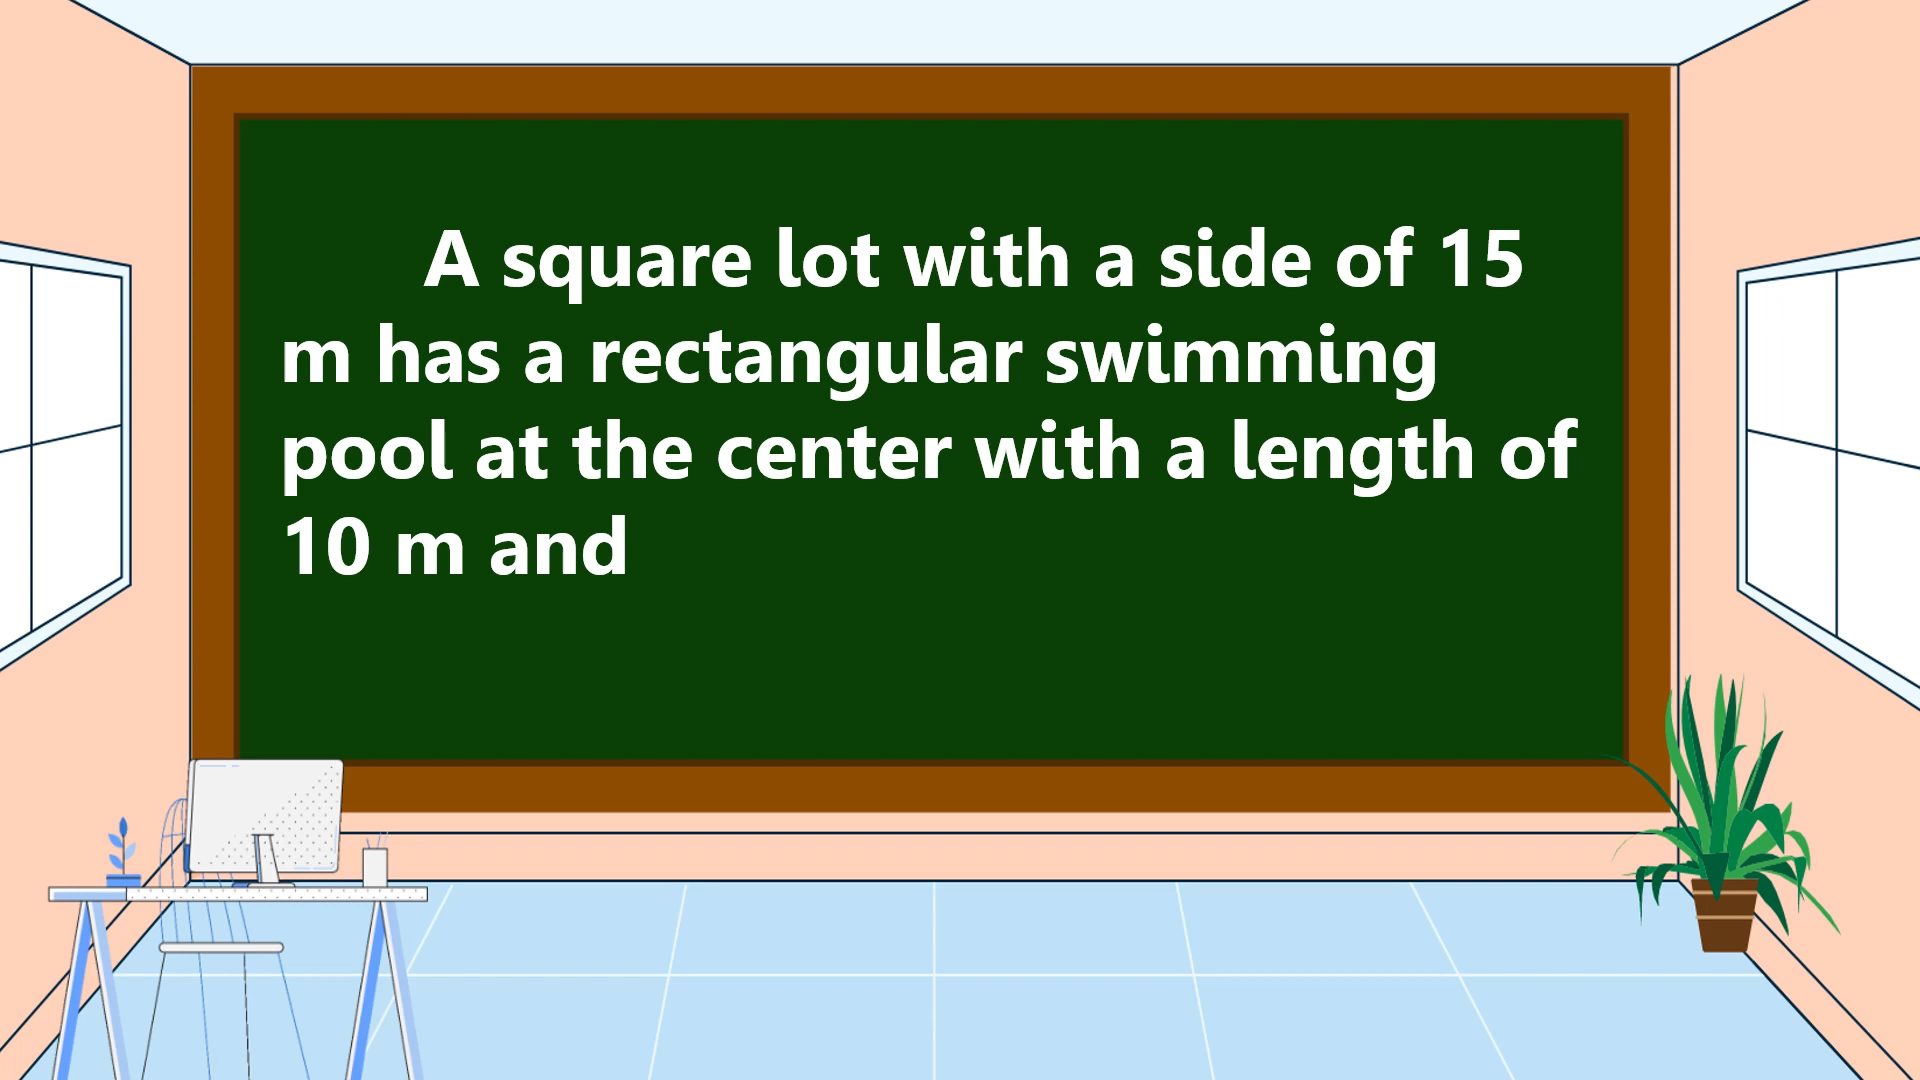 A square lot with a side of 15
m has a rectangular swimming
pool at the center with a length of
10 m and